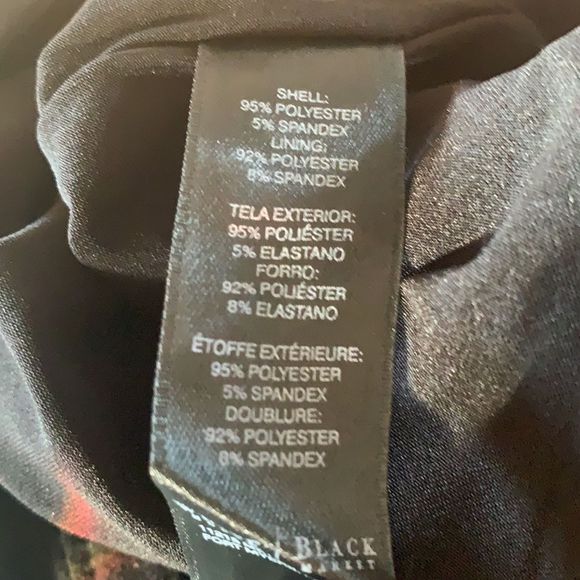 SHELL:
95% POLYESTER
5% SPANDEX
LINING:
92% POLYESTER
8% SPANDEX
TELA EXTERIOR:
95% POLIÉSTER
5% ELASTANO
FORRO:
92% POLIÉSTER
8% ELASTANO
ÉTOFFE EXTÉRIEURE:
95% POLYESTER
5% SPANDEX
DOUBLURE:
92% POLYESTER
8% SPANDEX
BLACK
MARKET